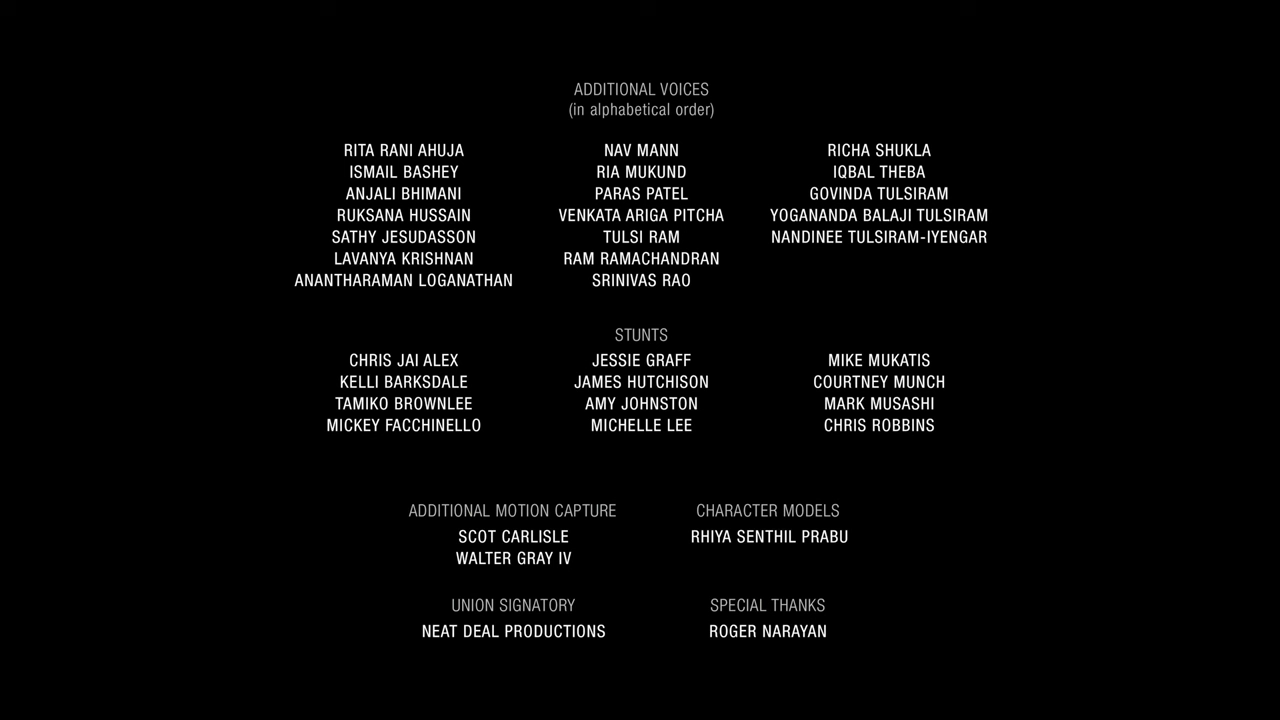 ADDITIONAL VOICES
(in alphabetical order)
RITA RANI AHUJA
ISMAIL BASHEY
ANJALI BHIMANI
RUKSANA HUSSAIN
SATHY JESUDASSON
LAVANYA KRISHNAN
ANANTHARAMAN LOGANATHAN
NAV MANN
RIA MUKUND
PARAS PATEL
VENKATA ARIGA PITCHA
TULSI RAM
RAM RAMACHANDRAN
SRINIVAS RAO
RICHA SHUKLA
IQBAL THEBA
GOVINDA TULSIRAM
YOGANANDA BALAJI TULSIRAM
NANDINEE TULSIRAM-IYENGAR
STUNTS
CHRIS JAI ALEX
KELLI BARKSDALE
TAMIKO BROWNLEE
MICKEY FACCHINELLO
JESSIE GRAFF
JAMES HUTCHISON
AMY JOHNSTON
MICHELLE LEE
MIKE MUKATIS
COURTNEY MUNCH
MARK MUSASHI
CHRIS ROBBINS
ADDITIONAL MOTION CAPTURE
SCOT CARLISLE
WALTER GRAY IV
CHARACTER MODELS
RHIYA SENTHIL PRABU
UNION SIGNATORY
NEAT DEAL PRODUCTIONS
SPECIAL THANKS
ROGER NARAYAN